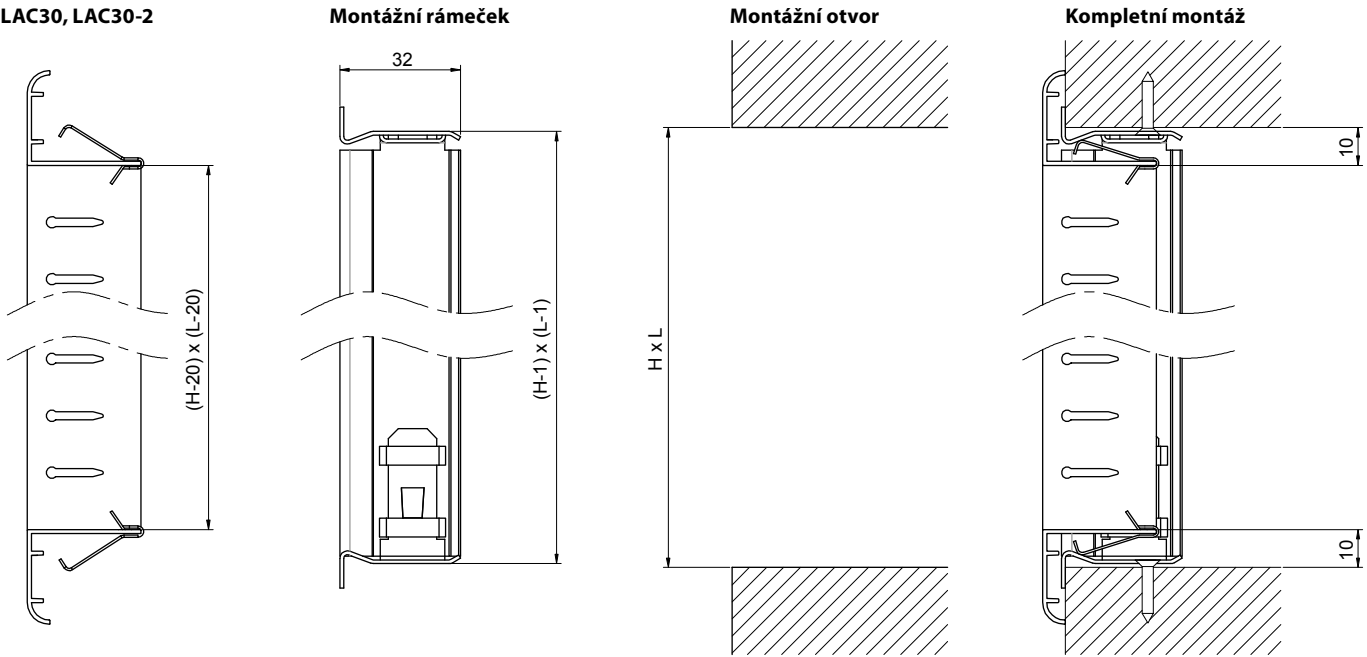 LAC30, LAC30-2
Montážní rámeček
Montážní otvor
Kompletní montáž
32
10
(H-20) x (L-20)
(H-1) x (L-1)
H x L
10